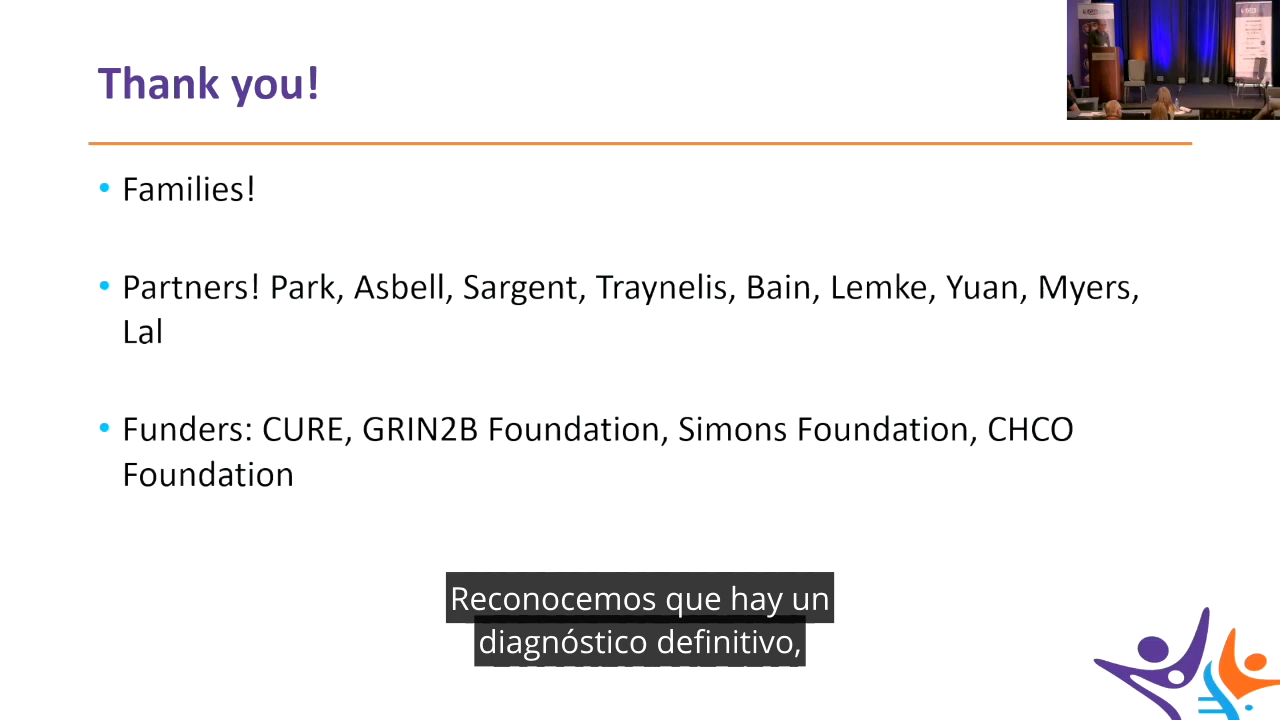 Thank you!
• Families!
• Partners! Park, Asbell, Sargent, Traynelis, Bain, Lemke, Yuan, Myers,
Lal
• Funders: CURE, GRIN2B Foundation, Simons Foundation, CHCO
Foundation
Reconocemos que hay un
diagnóstico definitivo,